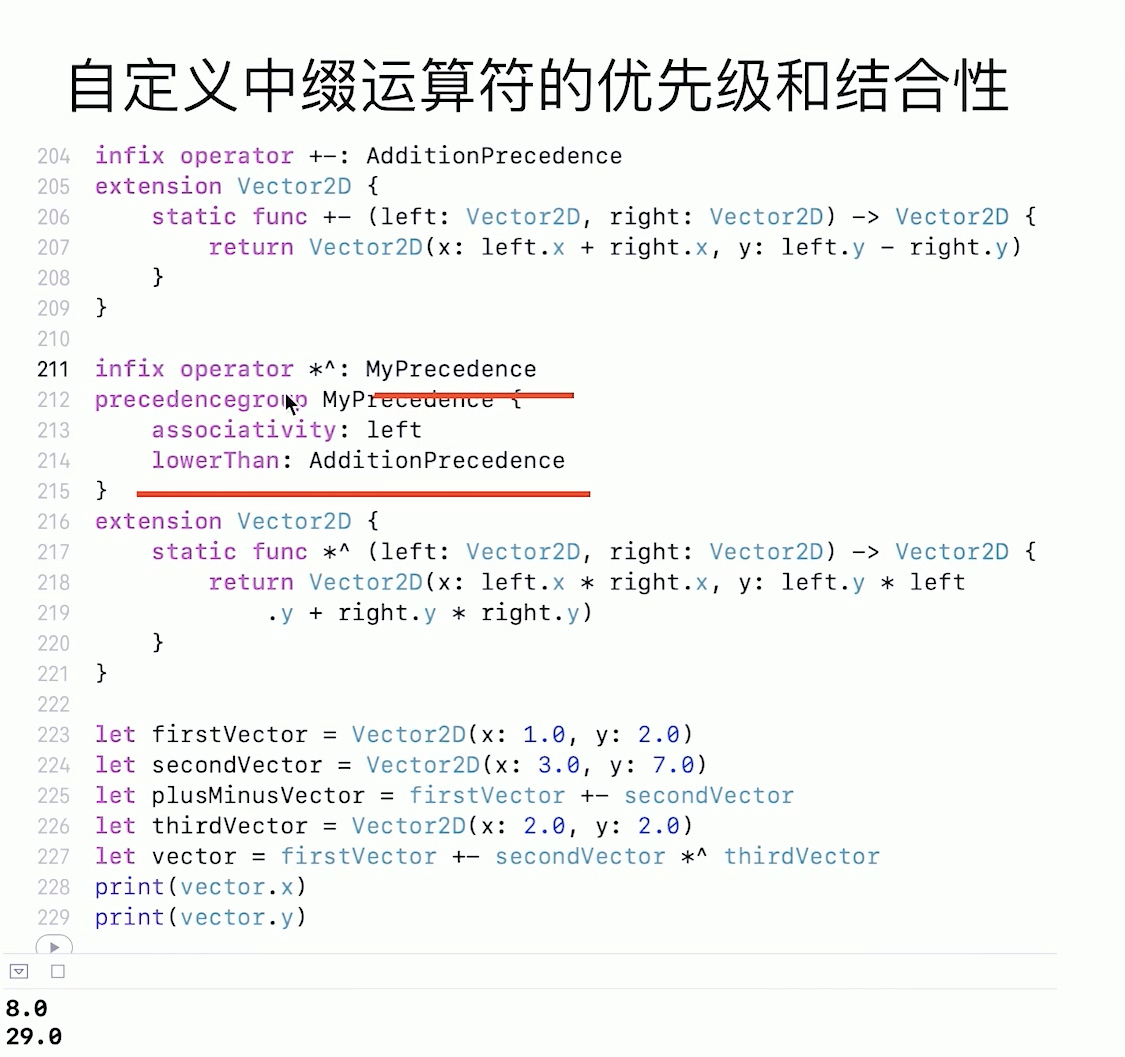 自定义中缀运算符的优先级和结合性
204 infix operator +-: AdditionPrecedence
205 extension Vector2D {
206     static func +- (left: Vector2D, right: Vector2D) -> Vector2D {
207         return Vector2D(x: left.x + right.x, y: left.y - right.y)
208     }
209 }
210
211 infix operator *^: MyPrecedence
212 precedencegroup MyPrecedence {
213     associativity: left
214     lowerThan: AdditionPrecedence
215 }
216 extension Vector2D {
217     static func *^ (left: Vector2D, right: Vector2D) -> Vector2D {
218         return Vector2D(x: left.x * right.x, y: left.y * left
219             .y + right.y * right.y)
220     }
221 }
222
223 let firstVector = Vector2D(x: 1.0, y: 2.0)
224 let secondVector = Vector2D(x: 3.0, y: 7.0)
225 let plusMinusVector = firstVector +- secondVector
226 let thirdVector = Vector2D(x: 2.0, y: 2.0)
227 let vector = firstVector +- secondVector *^ thirdVector
228 print(vector.x)
229 print(vector.y)
8.0
29.0